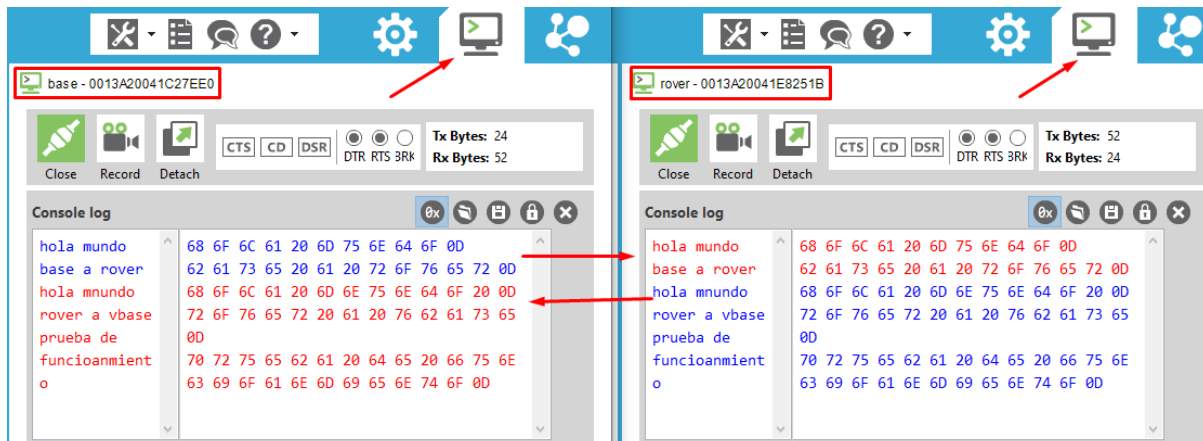 base - 0013A20041C27EE0
Close
Record
Detach
CTS CD DSR
DTR RTS BRK
Tx Bytes: 24
Rx Bytes: 52
Console log
0x
hola mundo
base a rover
hola mnundo
rover a vbase
prueba de
funcioanmient
o
68 6F 6C 61 20 6D 75 6E 64 6F 0D
62 61 73 65 20 61 20 72 6F 76 65 72 0D
68 6F 6C 61 20 6D 6E 75 6E 64 6F 20 0D
72 6F 76 65 72 20 61 20 76 62 61 73 65
0D
70 72 75 65 62 61 20 64 65 20 66 75 6E
63 69 6F 61 6E 6D 69 65 6E 74 6F 0D
rover - 0013A20041E8251B
Close
Record
Detach
CTS CD DSR
DTR RTS BRK
Tx Bytes: 52
Rx Bytes: 24
Console log
0x
hola mundo
base a rover
hola mnundo
rover a vbase
prueba de
funcioanmient
o
68 6F 6C 61 20 6D 75 6E 64 6F 0D
62 61 73 65 20 61 20 72 6F 76 65 72 0D
68 6F 6C 61 20 6D 6E 75 6E 64 6F 20 0D
72 6F 76 65 72 20 61 20 76 62 61 73 65
0D
70 72 75 65 62 61 20 64 65 20 66 75 6E
63 69 6F 61 6E 6D 69 65 6E 74 6F 0D